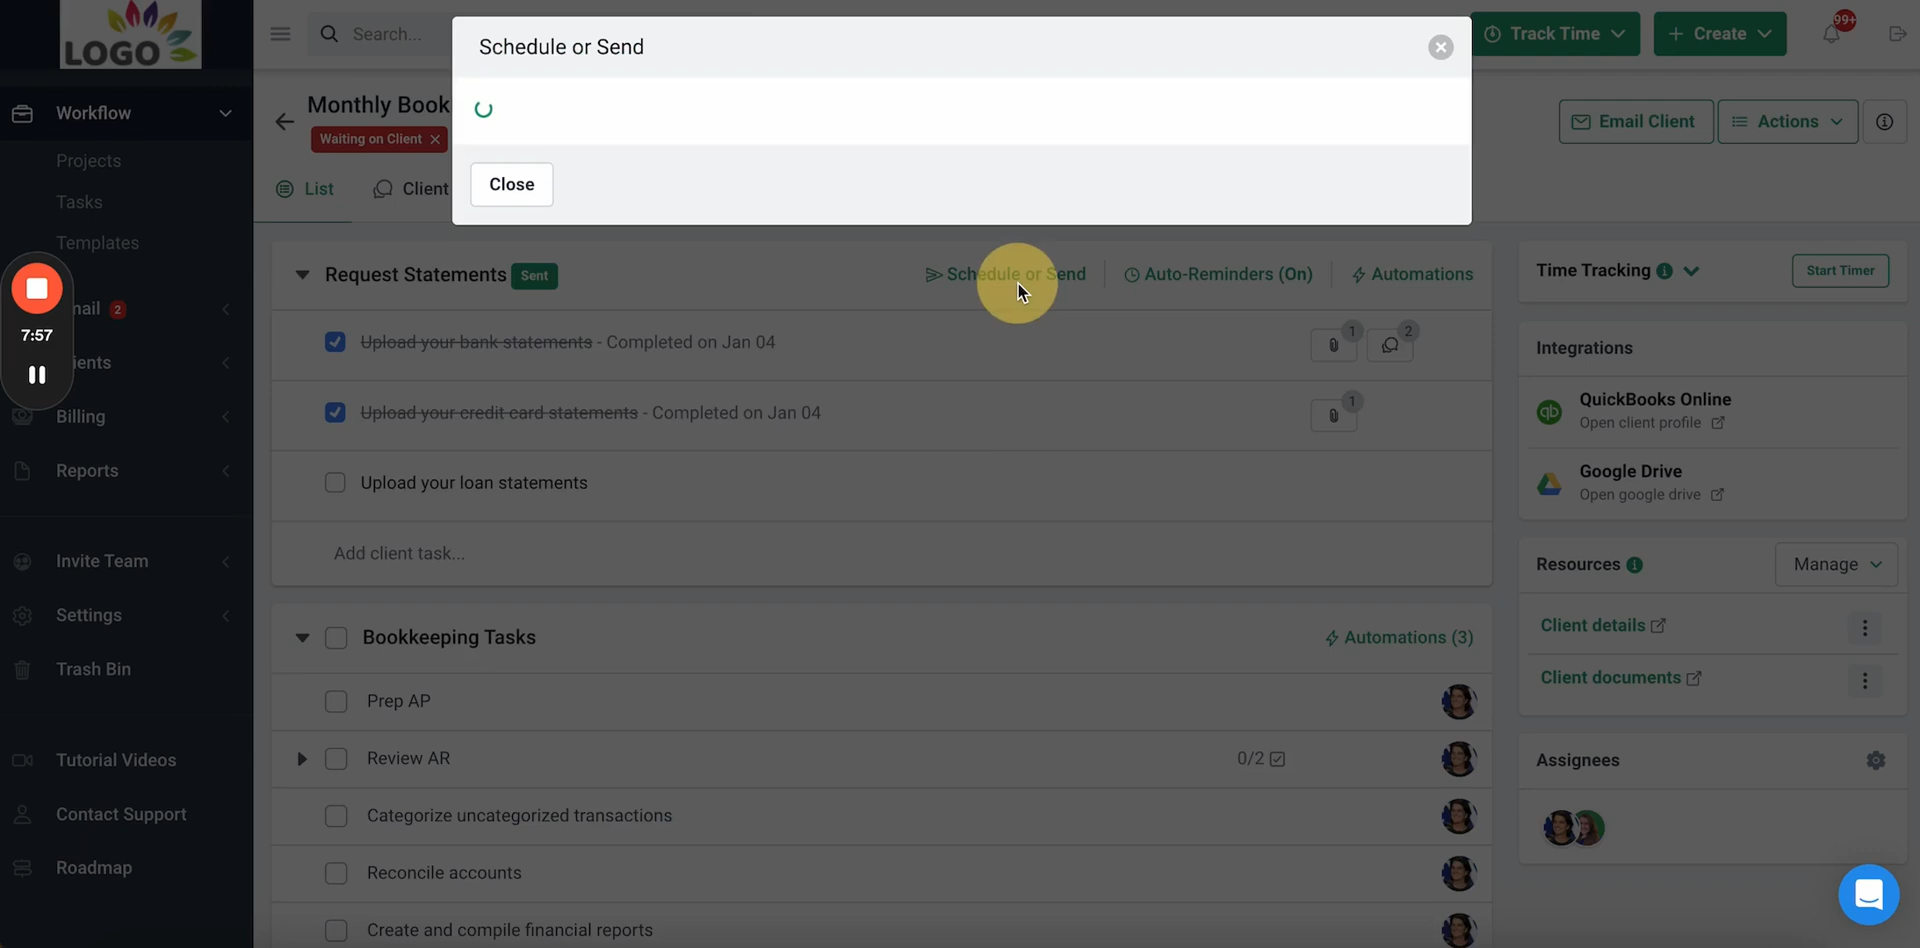 LOGO
Search...
Schedule or Send
Track Time
Create
99+
Workflow
Monthly Book
Waiting on Client
Close
Email Client
Actions
Projects
Tasks
Templates
List
Client
Request Statements
Sent
Schedule or Send
Auto-Reminders (On)
Automations
Time Tracking
Start Timer
7:57
mail
2
ients
Billing
Reports
Upload your bank statements - Completed on Jan 04
1
2
Upload your credit card statements - Completed on Jan 04
1
Upload your loan statements
Add client task...
Integrations
QuickBooks Online
Open client profile
Google Drive
Open google drive
Invite Team
Settings
Trash Bin
Resources
Manage
Client details
Client documents
Bookkeeping Tasks
Automations (3)
Prep AP
Review AR
0/2
Categorize uncategorized transactions
Reconcile accounts
Create and compile financial reports
Assignees
Tutorial Videos
Contact Support
Roadmap